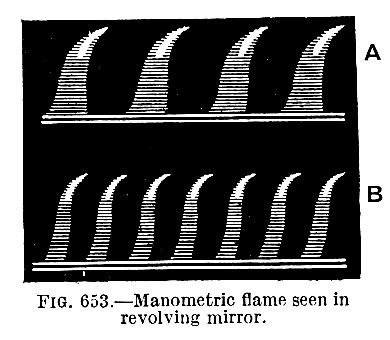 A
B
FIG. 653.—Manometric flame seen in
revolving mirror.